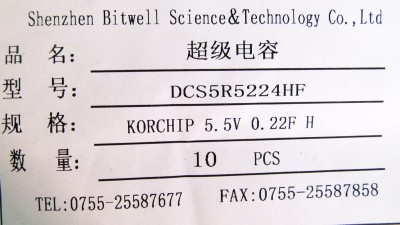 Shenzhen Bitwell Science&Technology Co.,Ltd
品 名: 超级电容
型 号: DCS5R5224HF
规 格: KORCHIP 5.5V 0.22F H
数 量: 10 PCS
TEL:0755-25587677 FAX:0755-25587858